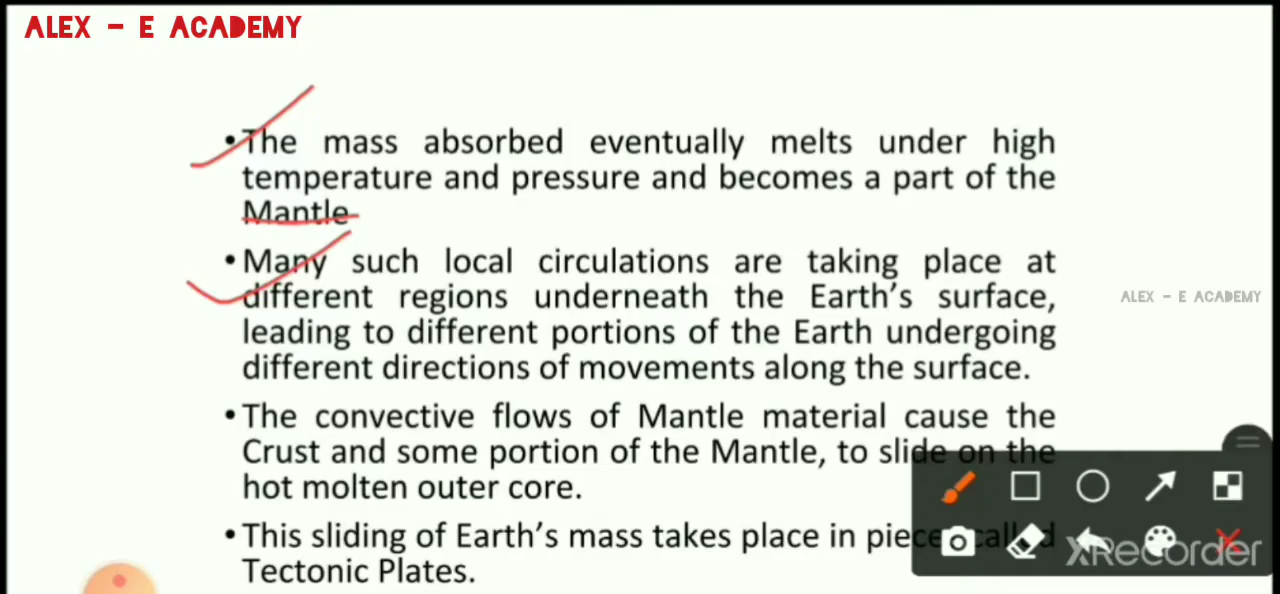 ALEX - E ACADEMY
• The mass absorbed eventually melts under high
temperature and pressure and becomes a part of the
Mantle
• Many such local circulations are taking place at
different regions underneath the Earth's surface,
leading to different portions of the Earth undergoing
different directions of movements along the surface.
ALEX - E ACADEMY
• The convective flows of Mantle material cause the
Crust and some portion of the Mantle, to slide on the
hot molten outer core.
• This sliding of Earth's mass takes place in pieces called
Tectonic Plates.
XRecorder